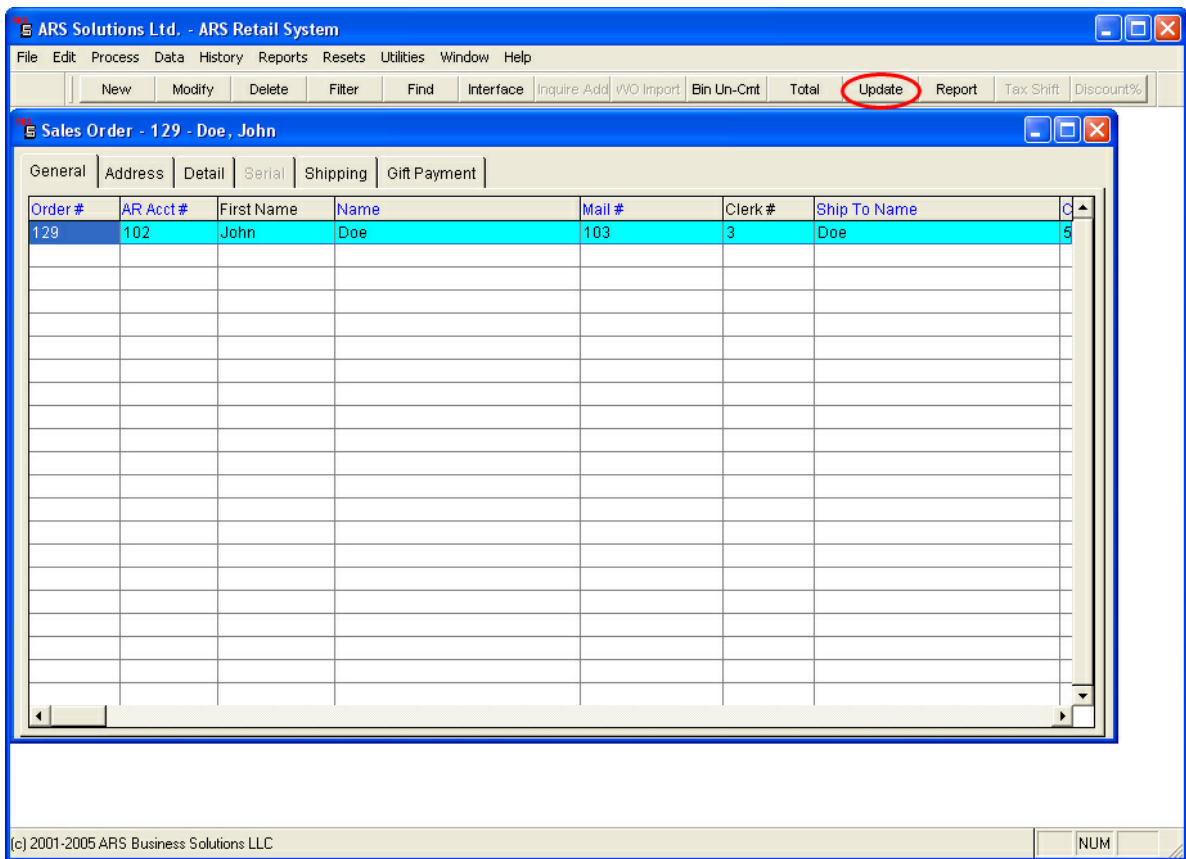 ARS Solutions Ltd. - ARS Retail System
File Edit Process Data History Reports Resets Utilities Window Help
New Modify Delete Filter Find Interface Inquire Add WO Import Bin Un-Cmt Total Update Report Tax Shift Discount%
Sales Order - 129 - Doe, John
General Address Detail Serial Shipping Gift Payment
Order # AR Acct # First Name Name Mail # Clerk # Ship To Name C
129 102 John Doe 103 3 Doe 5
(c) 2001-2005 ARS Business Solutions LLC NUM